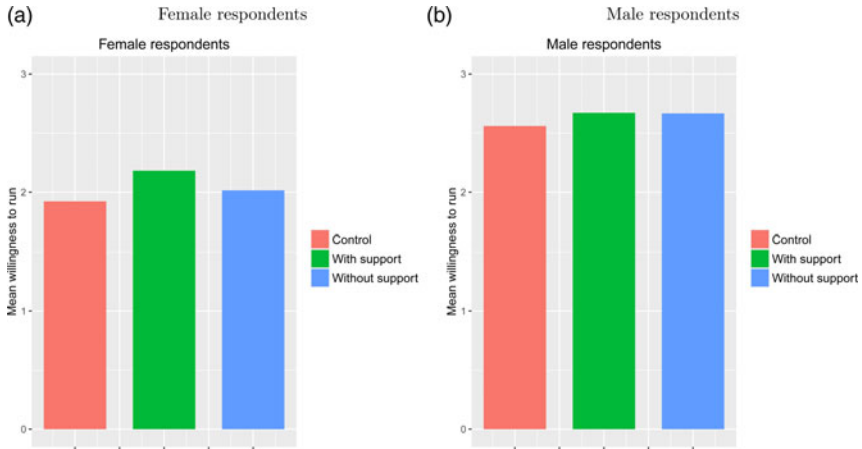 (a)
Female respondents
Female respondents
3
2
1
0
Mean willingness to run
Control
With support
Without support
(b)
Male respondents
Male respondents
3
2
1
0
Mean willingness to run
Control
With support
Without support